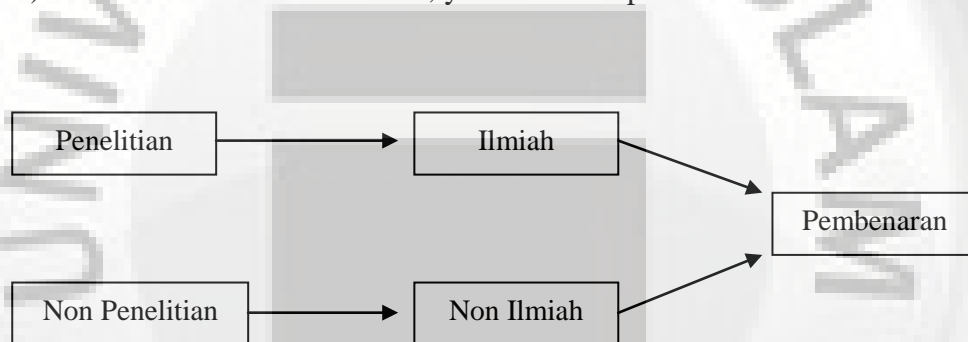 Penelitian
Ilmiah
Pembenaran
Non Penelitian
Non Ilmiah